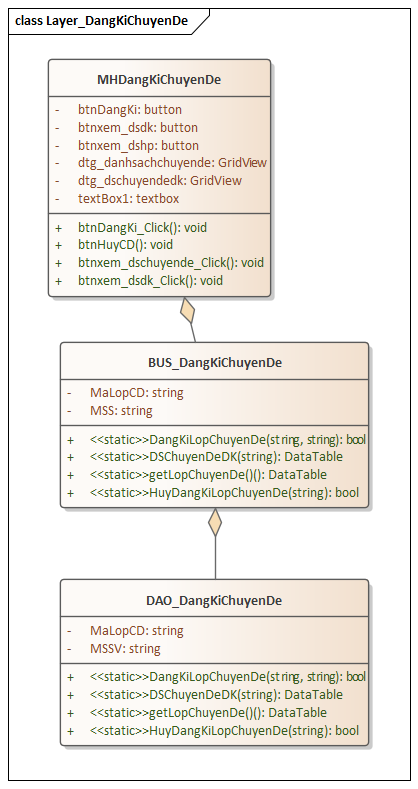 class Layer_DangKiChuyenDe
MHDangKiChuyenDe
- btnDangKi: button
- btnxem_dsdk: button
- btnxem_dshp: button
- dtg_danhsachchuyende: GridView
- dtg_dschuyendedk: GridView
- textBox1: textbox
+ btnDangKi_Click(): void
+ btnHuyCD(): void
+ btnxem_dschuyende_Click(): void
+ btnxem_dsdk_Click(): void
BUS_DangKiChuyenDe
- MaLopCD: string
- MSS: string
+ <<static>>DangKiLopChuyenDe(string, string): bool
+ <<static>>DSChuyenDeDK(string): DataTable
+ <<static>>getLopChuyenDe()(): DataTable
+ <<static>>HuyDangKiLopChuyenDe(string): bool
DAO_DangKiChuyenDe
- MaLopCD: string
- MSSV: string
+ <<static>>DangKiLopChuyenDe(string, string): bool
+ <<static>>DSChuyenDeDK(string): DataTable
+ <<static>>getLopChuyenDe()(): DataTable
+ <<static>>HuyDangKiLopChuyenDe(string): bool